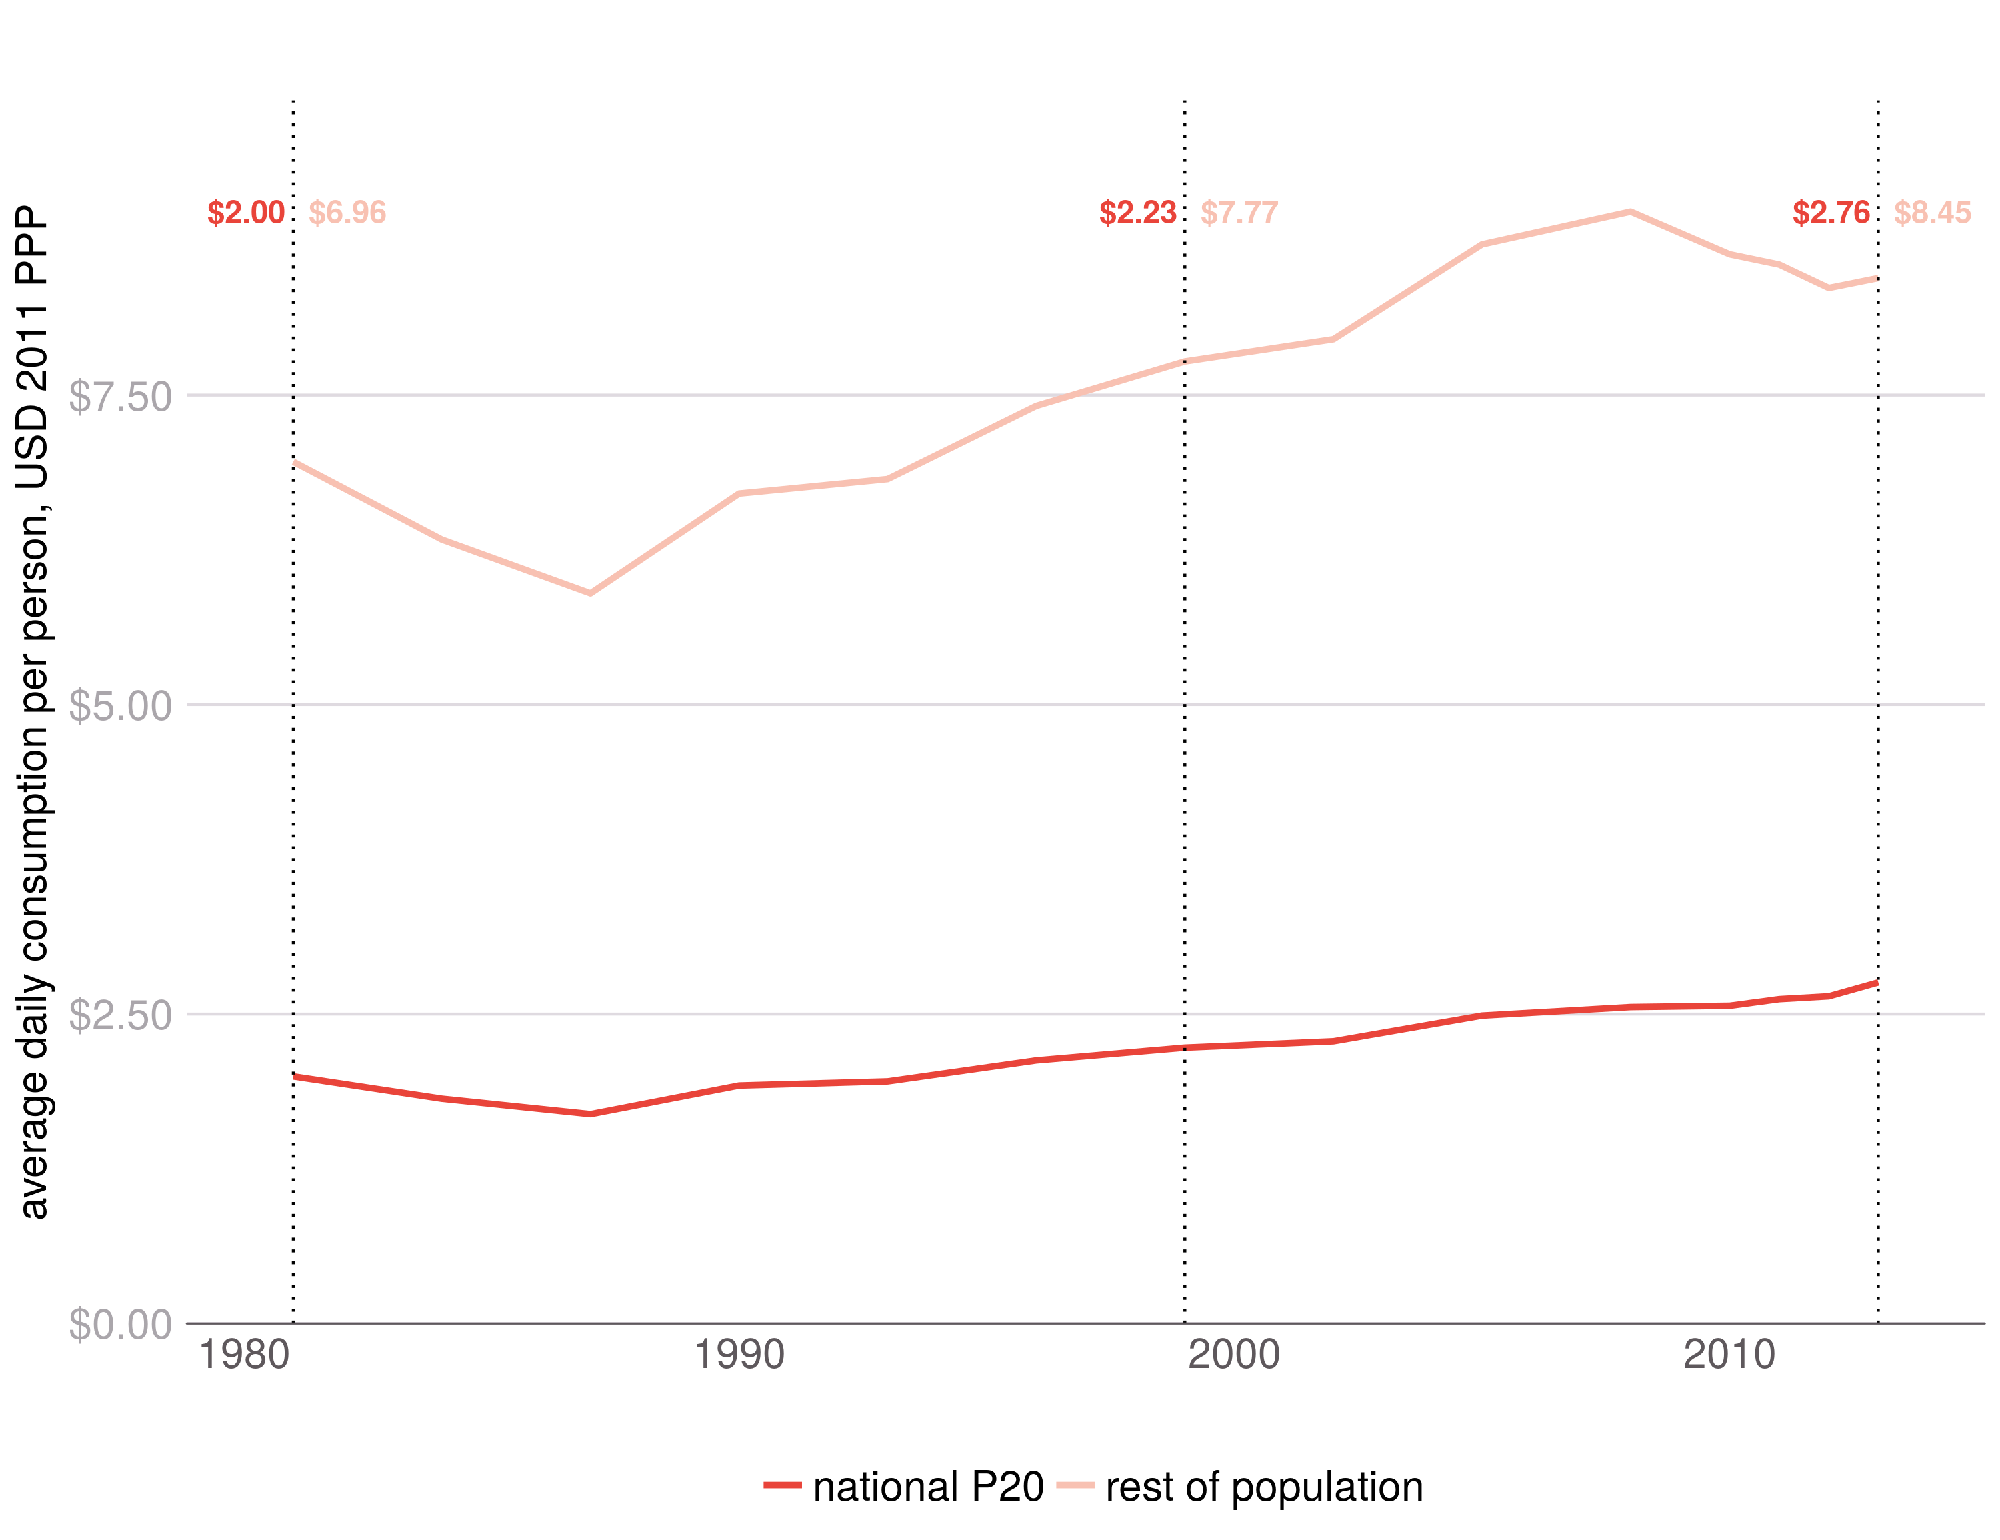 average daily consumption per person, USD 2011 PPP
$2.00 $6.96
$2.23 $7.77
$2.76 $8.45
$7.50
$5.00
$2.50
$0.00
1980 1990 2000 2010
national P20 rest of population